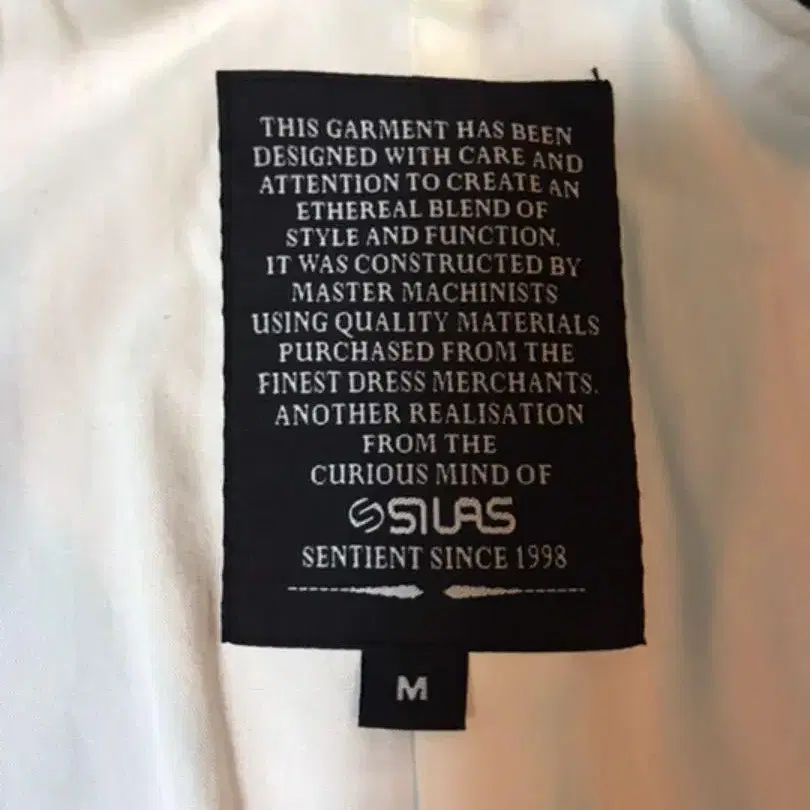 THIS GARMENT HAS BEEN
DESIGNED WITH CARE AND
ATTENTION TO CREATE AN
ETHEREAL BLEND OF
STYLE AND FUNCTION.
IT WAS CONSTRUCTED BY
MASTER MACHINISTS
USING QUALITY MATERIALS
PURCHASED FROM THE
FINEST DRESS MERCHANTS.
ANOTHER REALISATION
FROM THE
CURIOUS MIND OF
SILAS
SENTIENT SINCE 1998
M